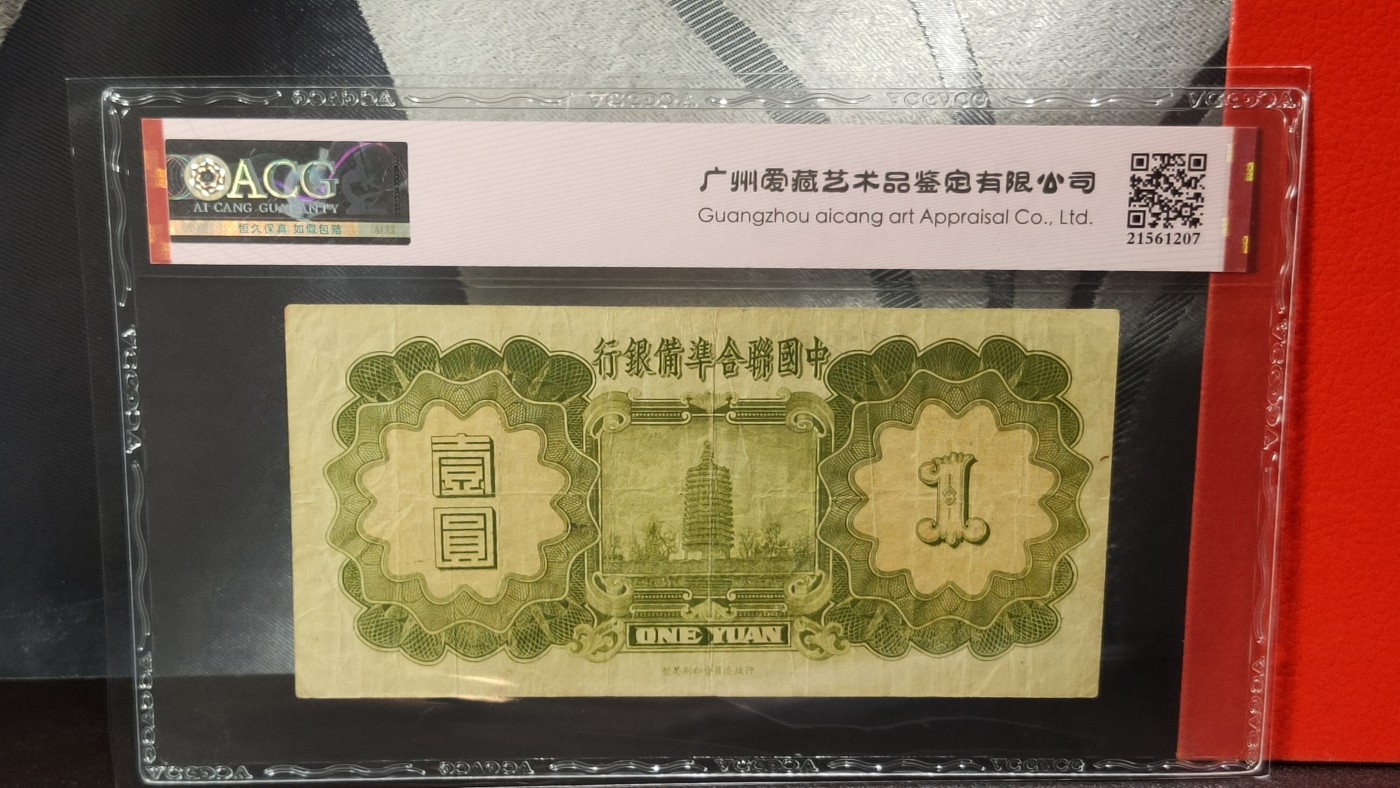 ACG
AI CANG GUARANTY
恒久保真 如假包赔
广州爱藏艺术品鉴定有限公司
Guangzhou aicang art Appraisal Co., Ltd.
21561207
行銀備準合聯國中
壹
圓
1
ONE YUAN